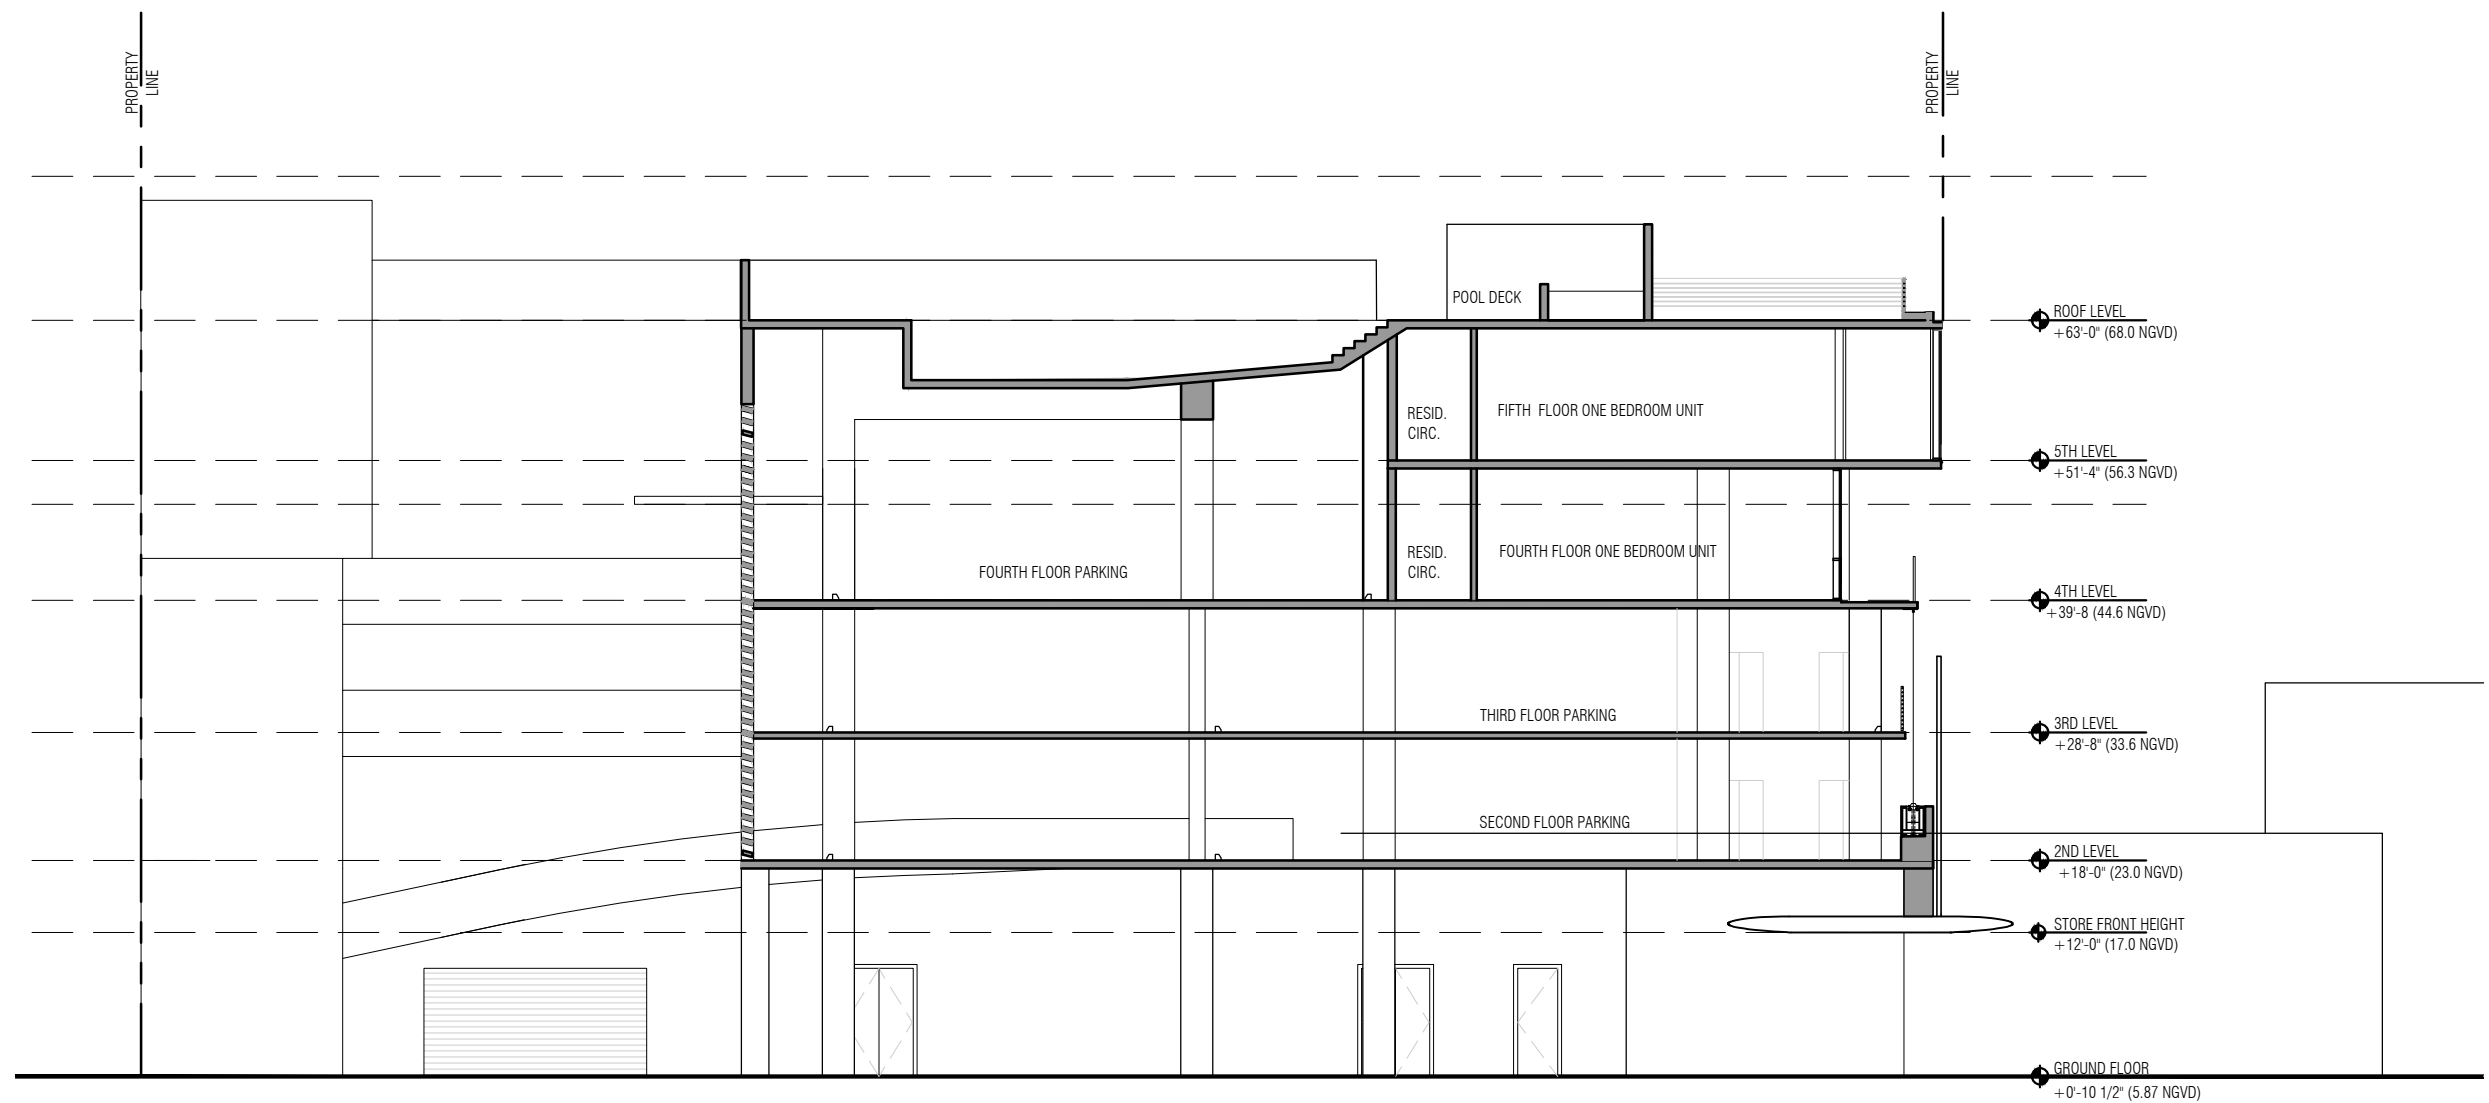 PROPERTY
LINE
PROPERTY
LINE
POOL DECK
ROOF LEVEL
+63'-0" (68.0 NGVD)
RESID.
CIRC.
FIFTH FLOOR ONE BEDROOM UNIT
5TH LEVEL
+51'-4" (56.3 NGVD)
RESID.
CIRC.
FOURTH FLOOR ONE BEDROOM UNIT
FOURTH FLOOR PARKING
4TH LEVEL
+39'-8 (44.6 NGVD)
THIRD FLOOR PARKING
3RD LEVEL
+28'-8" (33.6 NGVD)
SECOND FLOOR PARKING
2ND LEVEL
+18'-0" (23.0 NGVD)
STORE FRONT HEIGHT
+12'-0" (17.0 NGVD)
GROUND FLOOR
+0'-10 1/2" (5.87 NGVD)